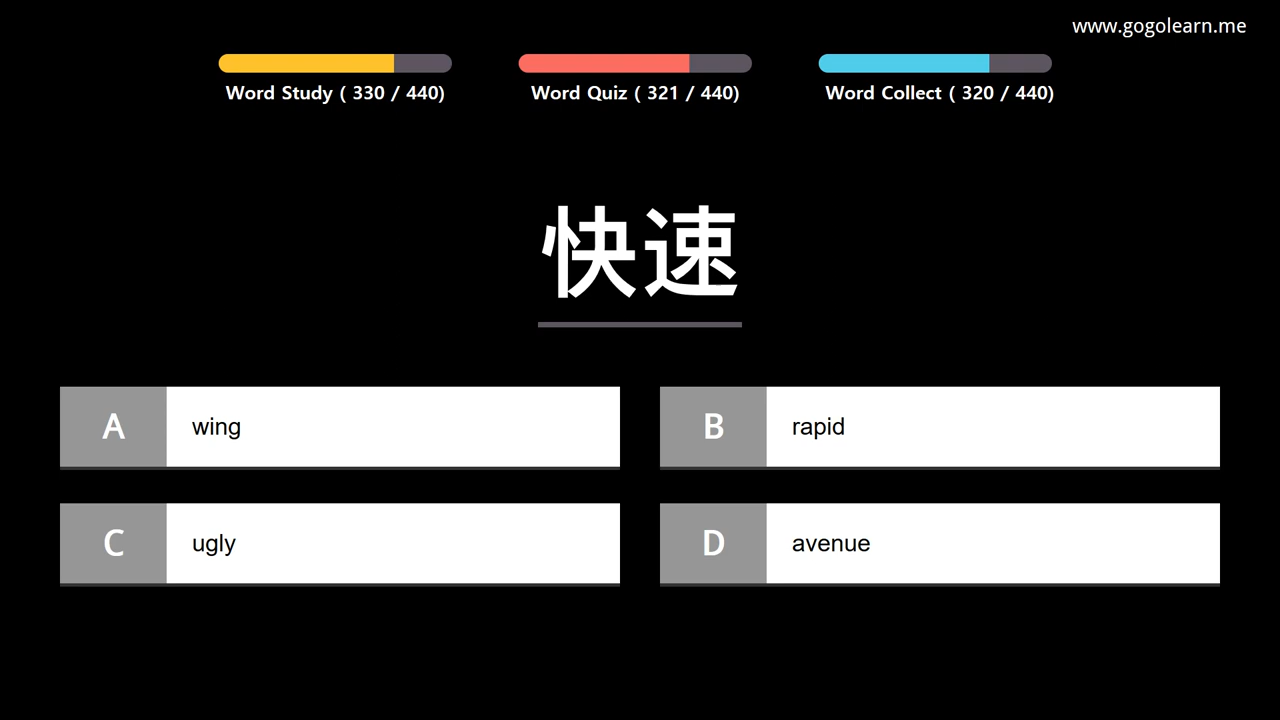 www.gogolearn.me
Word Study ( 330 / 440)
Word Quiz ( 321 / 440)
Word Collect ( 320 / 440)
快速
A wing
B rapid
C ugly
D avenue